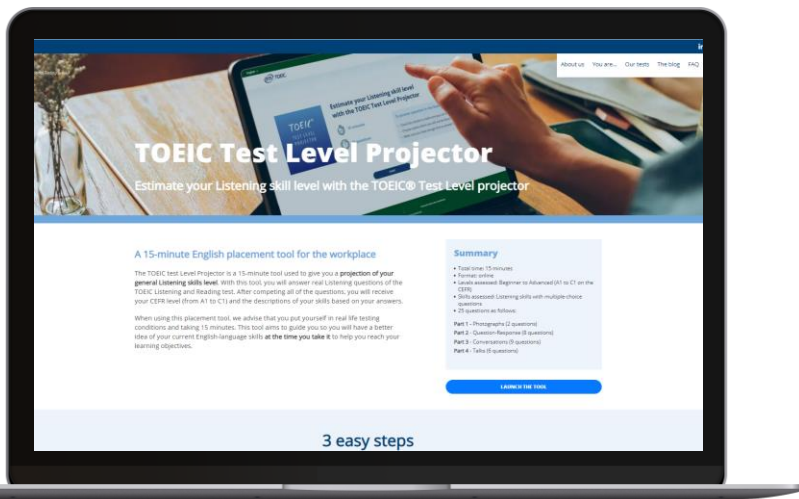 in
About us You are... Our tests The blog FAQ
TOEIC
Estimate your Listening skill level
with the TOEIC Test Level Projector
TOEIC
TEST LEVEL
PROJECTOR
TOEIC Test Level Projector
Estimate your Listening skill level with the TOEIC® Test Level projector
A 15-minute English placement tool for the workplace
The TOEIC test Level Projector is a 15-minute tool used to give you a projection of your
general Listening skills level. With this tool, you will answer real Listening questions of the
TOEIC Listening and Reading test. After competing all of the questions, you will receive
your CEFR level (from A1 to C1) and the descriptions of your skills based on your answers.
When using this placement tool, we advise that you put yourself in real life testing
conditions and taking 15 minutes. This tool aims to guide you so you will have a better
idea of your current English-language skills at the time you take it to help you reach your
learning objectives.
Summary
• Total time: 15 minutes
• Format: online
• Levels assessed: Beginner to Advanced (A1 to C1 on the
CEFR)
• Skills assessed: Listening skills with multiple-choice
questions
• 25 questions as follows:
Part 1 - Photographs (2 questions)
Part 2 - Question-Response (8 questions)
Part 3 - Conversations (9 questions)
Part 4 - Talks (6 questions)
LAUNCH THE TOOL
3 easy steps